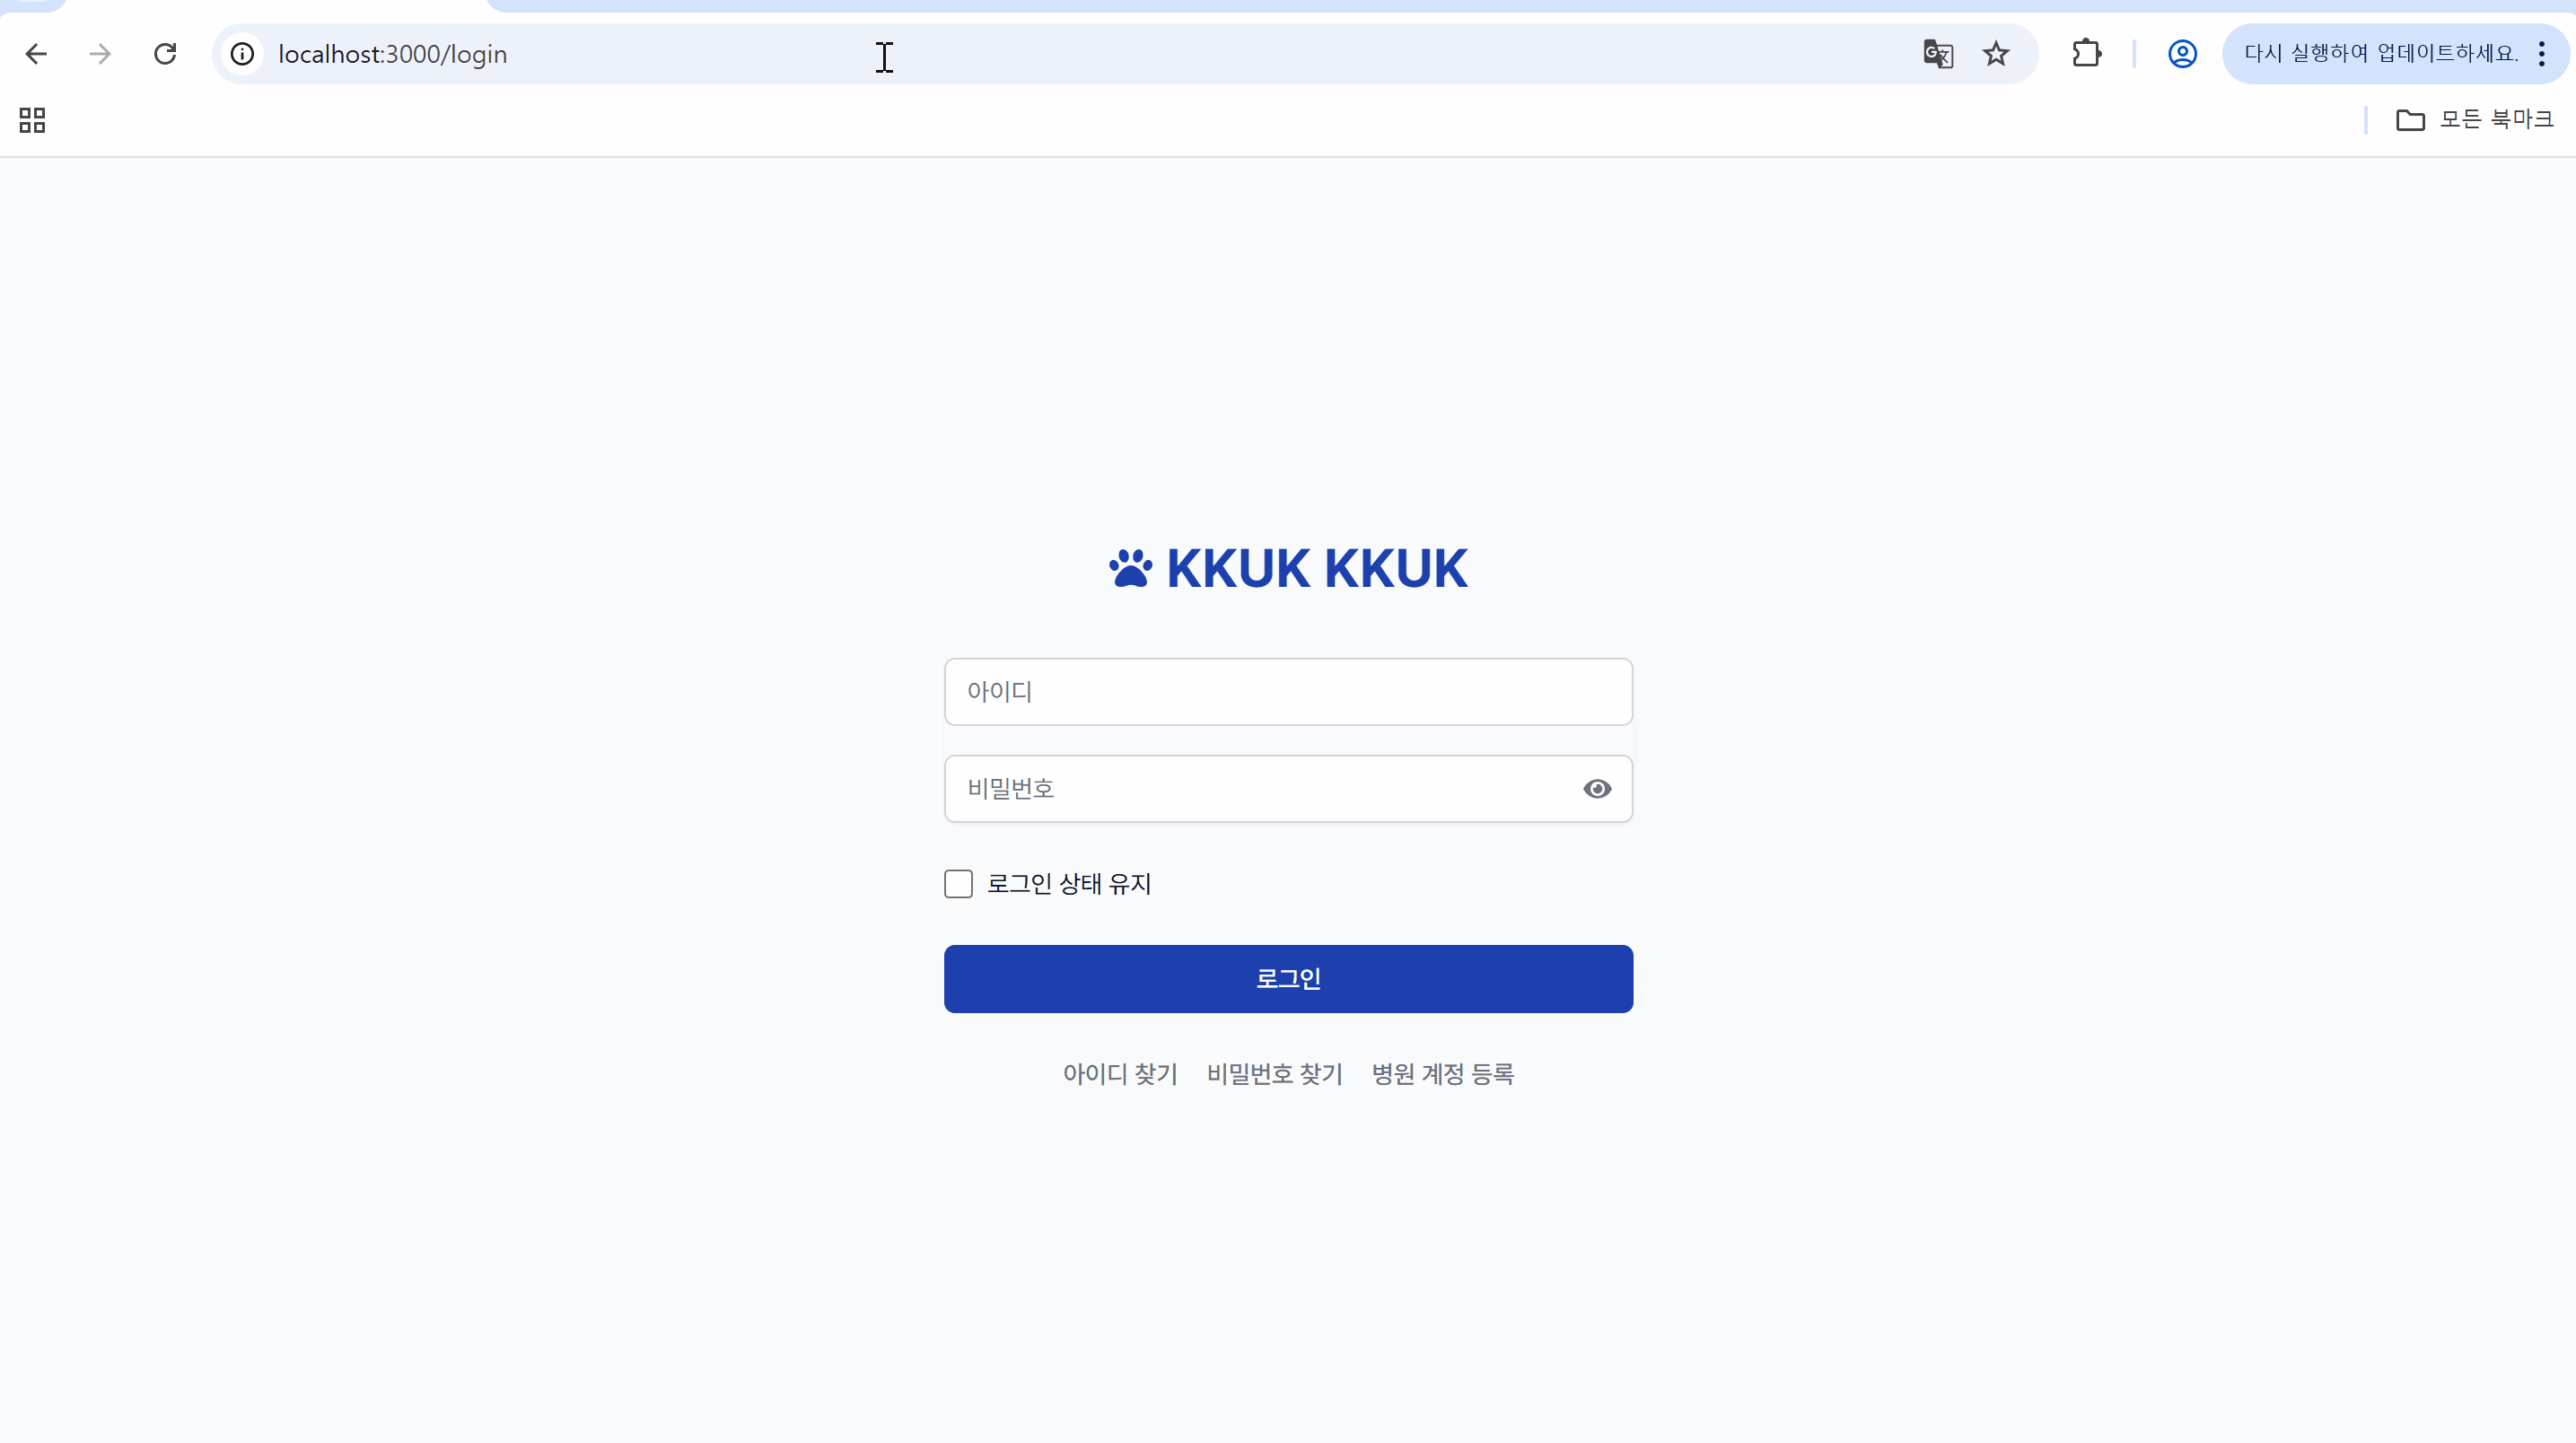 localhost:3000/login
다시 실행하여 업데이트하세요.
모든 북마크
KKUK KKUK
아이디
비밀번호
로그인 상태 유지
로그인
아이디 찾기 비밀번호 찾기 병원 계정 등록